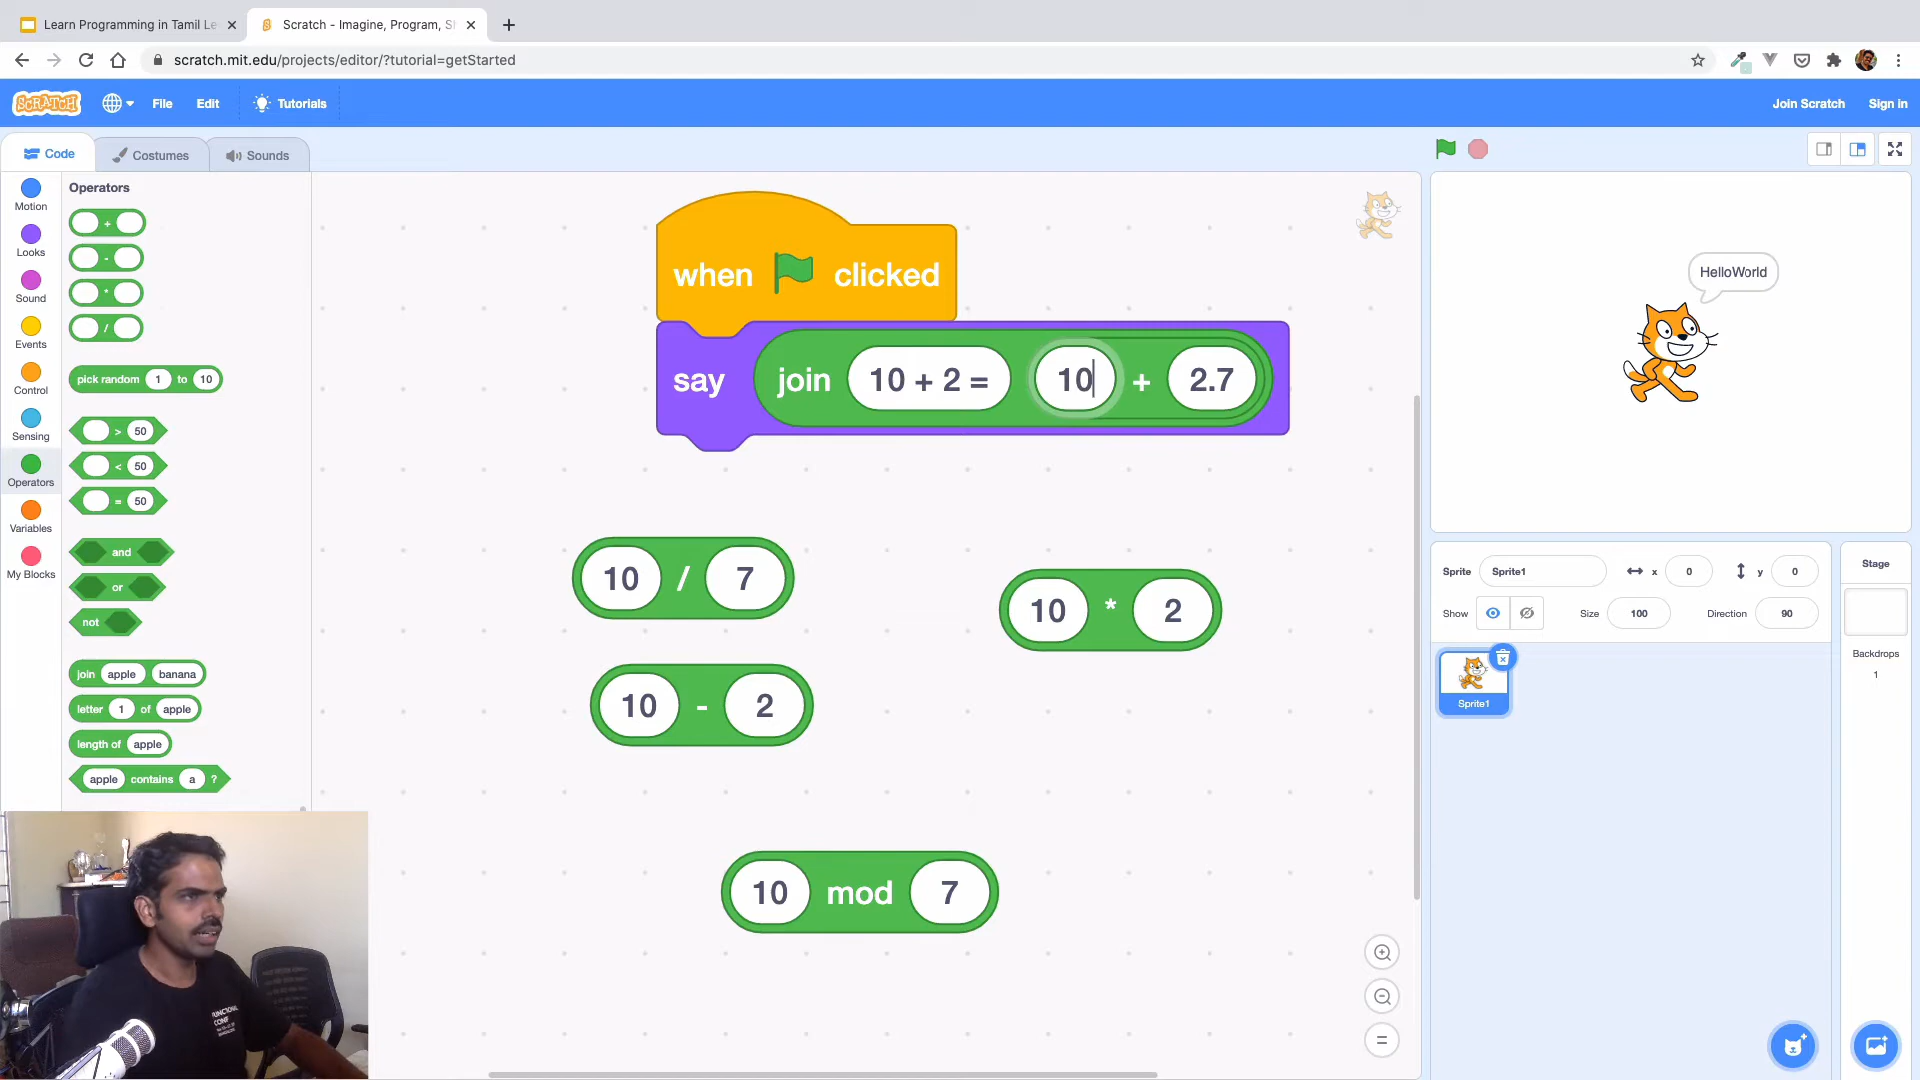 Learn Programming in Tamil Le
Scratch - Imagine, Program, S
scratch.mit.edu/projects/editor/?tutorial=getStarted
SCRATCH
File
Edit
Tutorials
Join Scratch
Sign in
Code
Costumes
Sounds
Motion
Looks
Sound
Events
Control
Sensing
Operators
Variables
My Blocks
Operators
+
-
*
/
pick random 1 to 10
> 50
< 50
= 50
and
or
not
join apple banana
letter 1 of apple
length of apple
apple contains a ?
when clicked
say join 10 + 2 = 10 + 2.7
10 / 7
10 * 2
10 - 2
10 mod 7
HelloWorld
Sprite Sprite1 x 0 y 0
Show Size 100 Direction 90
Sprite1
Stage
Backdrops
1
FUNCTIONAL
CONF